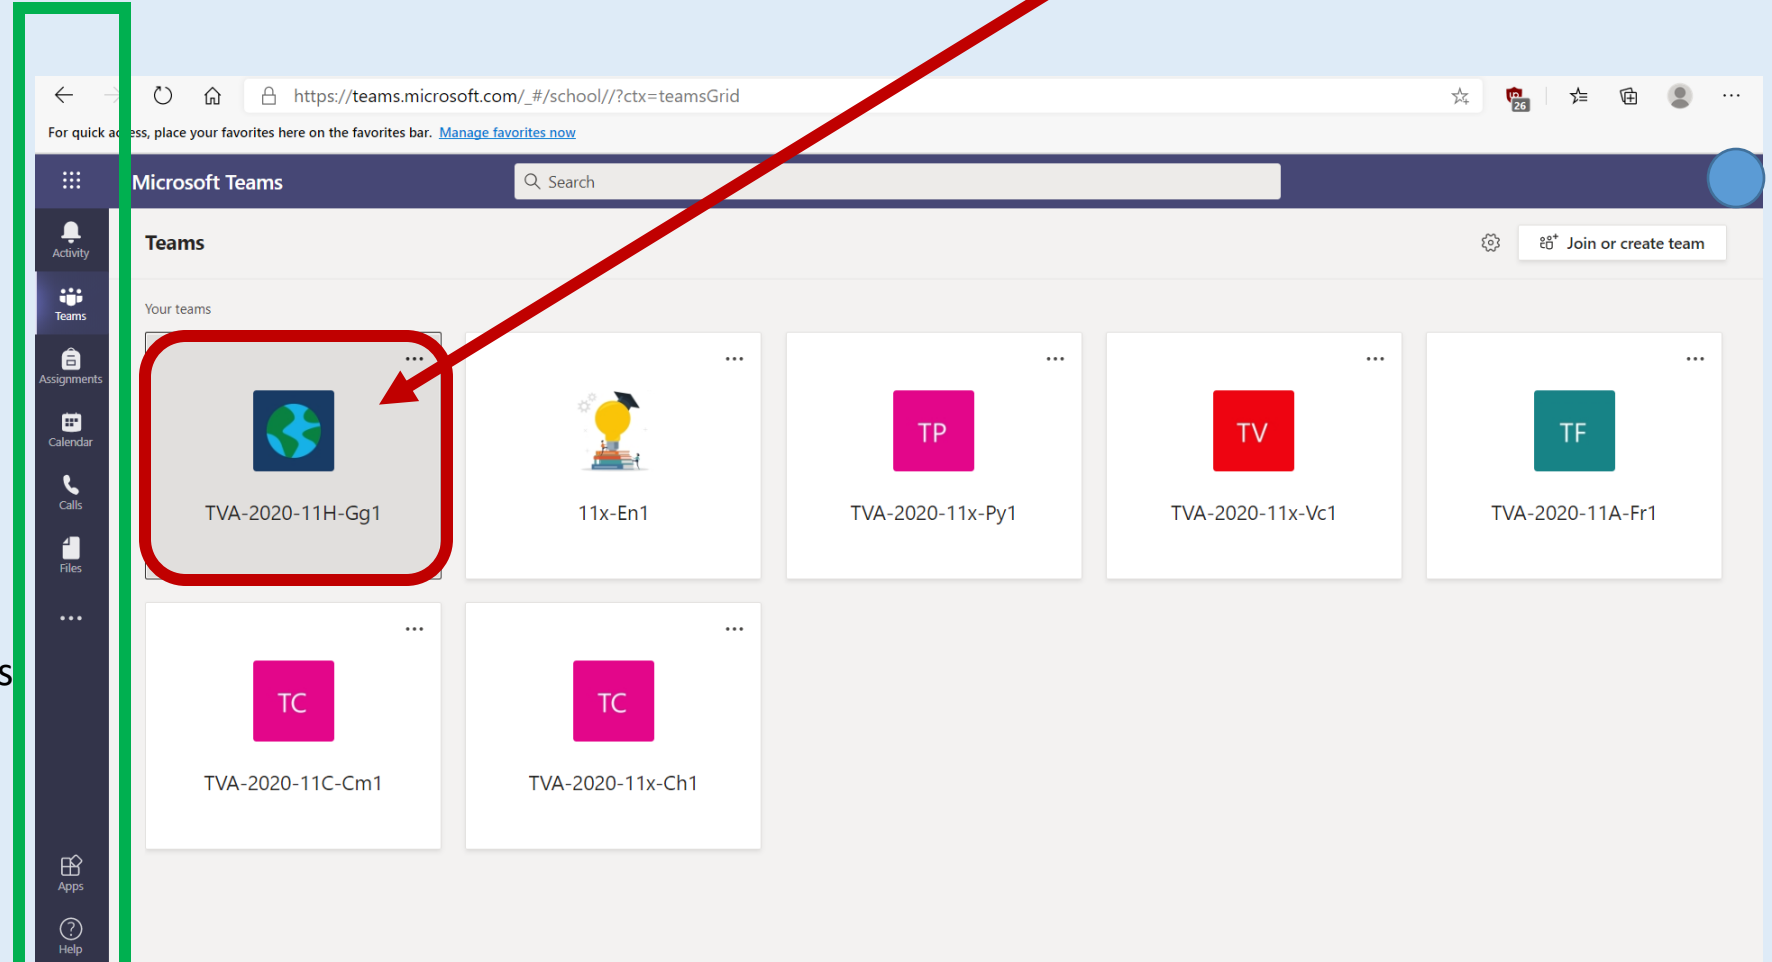 https://teams.microsoft.com/_#/school//?ctx=teamsGrid
26
For quick access, place your favorites here on the favorites bar. Manage favorites now
Microsoft Teams
Search
Activity
Teams
Join or create team
Teams
Your teams
Assignments
Calendar
Calls
Files
TP
TV
TF
TVA-2020-11H-Gg1
11x-En1
TVA-2020-11x-Py1
TVA-2020-11x-Vc1
TVA-2020-11A-Fr1
s
TC
TC
TVA-2020-11C-Cm1
TVA-2020-11x-Ch1
Apps
Help